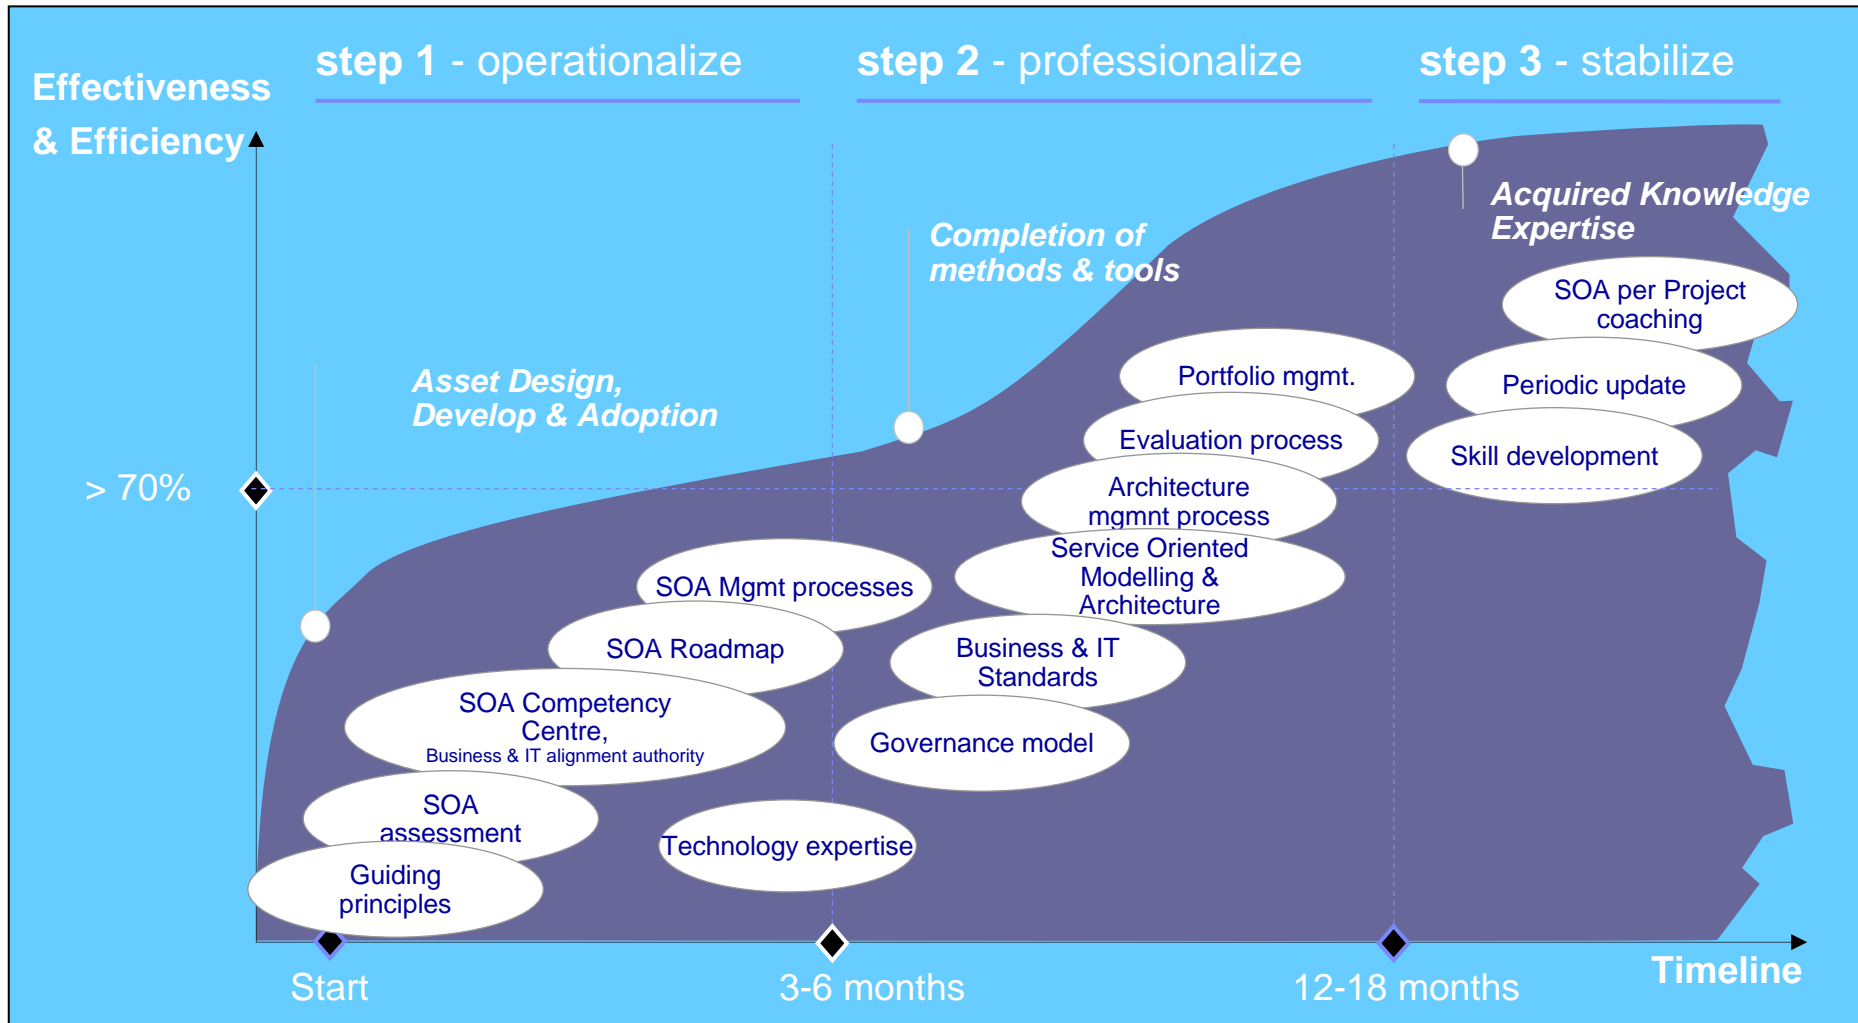 step 1 - operationalize
step 2 - professionalize
step 3 - stabilize
Effectiveness
& Efficiency
Acquired Knowledge
Expertise
Completion of
methods & tools
SOA per Project
coaching
Asset Design,
Develop & Adoption
Portfolio mgmt.
Periodic update
Evaluation process
Skill development
> 70%
Architecture
mgmnt process
Service Oriented
Modelling &
Architecture
SOA Mgmt processes
SOA Roadmap
Business & IT
Standards
SOA Competency
Centre,
Business & IT alignment authority
Governance model
SOA
assessment
Technology expertise
Guiding
principles
Timeline
Start
3-6 months
12-18 months